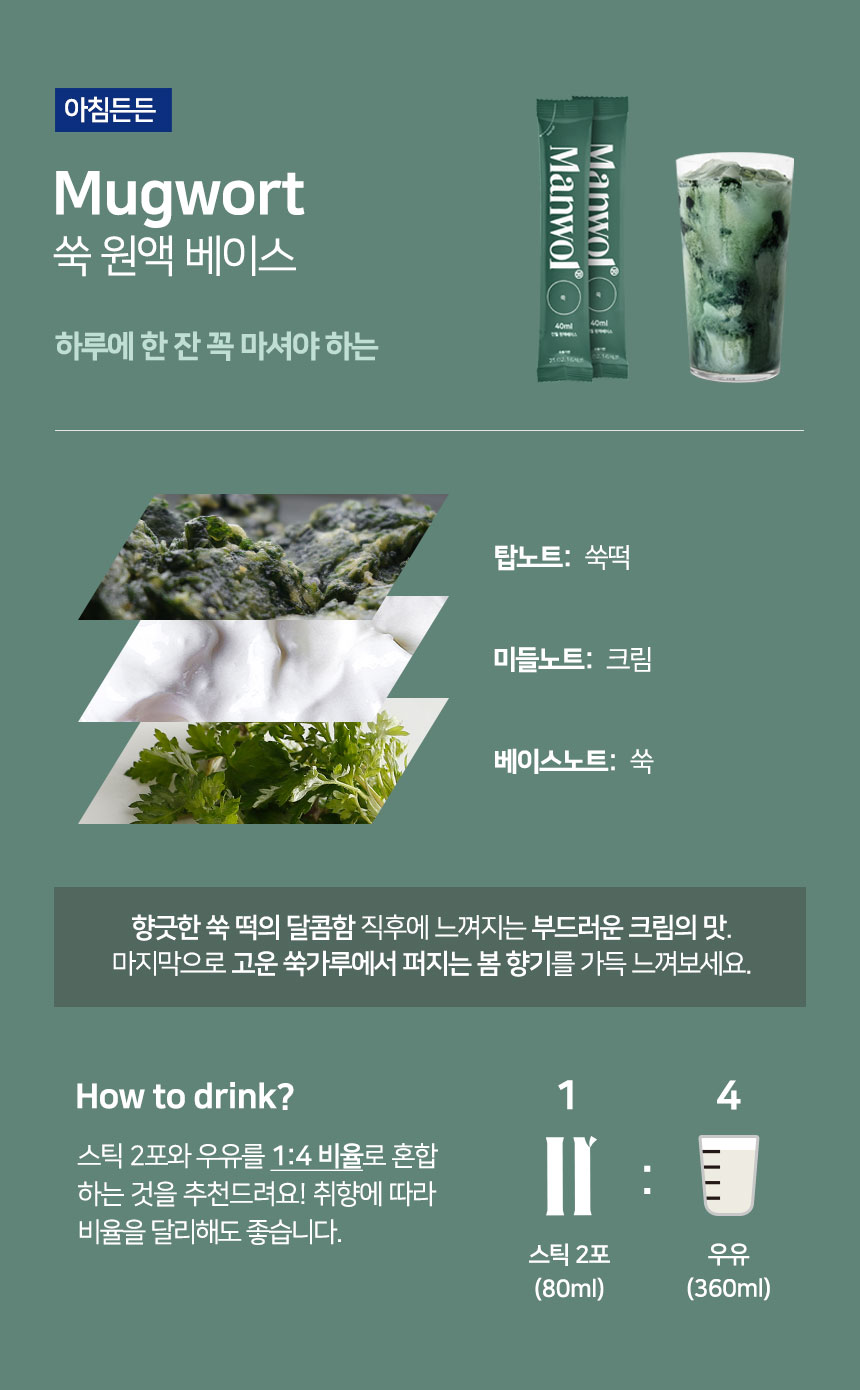 아침든든
Mugwort
쑥 원액 베이스
하루에 한 잔 꼭 마셔야 하는
Manwol
쑥
40ml
Manwol
쑥
40ml
탑노트: 쑥떡
미들노트: 크림
베이스노트: 쑥
향긋한 쑥 떡의 달콤함 직후에 느껴지는 부드러운 크림의 맛.
마지막으로 고운 쑥가루에서 퍼지는 봄 향기를 가득 느껴보세요.
How to drink?
스틱 2포와 우유를 1:4 비율로 혼합
하는 것을 추천드려요! 취향에 따라
비율을 달리해도 좋습니다.
1 : 4
스틱 2포 우유
(80ml) (360ml)